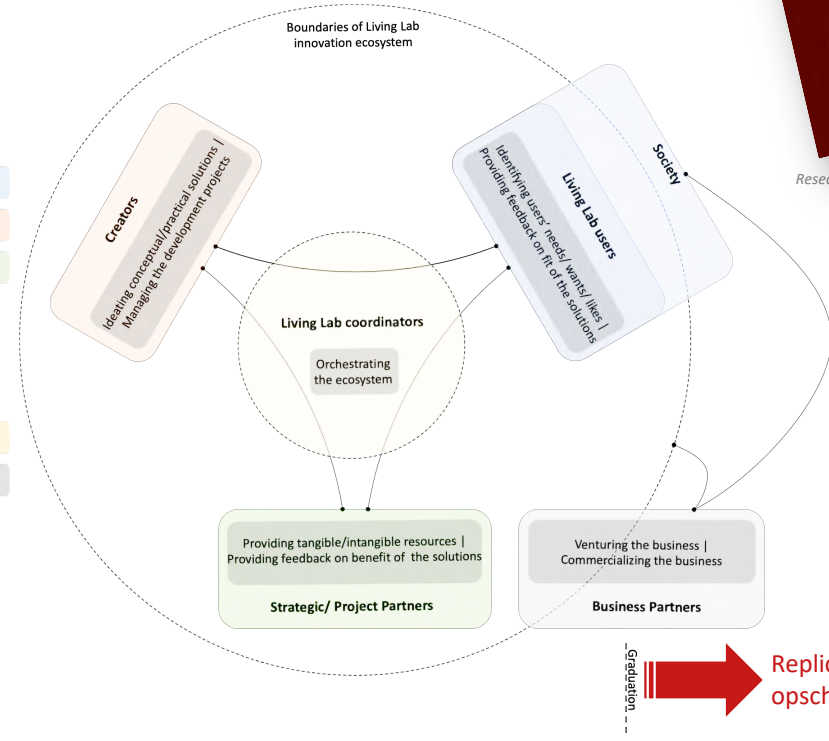 Boundaries of Living Lab
innovation ecosystem
Creators
Ideating conceptual/practical solutions |
Managing the development projects
Society
Living Lab users
Identifying users' needs/ wants/ likes |
Providing feedback on fit of the solutions
Living Lab coordinators
Orchestrating
the ecosystem
Providing tangible/intangible resources |
Providing feedback on benefit of the solutions
Strategic/ Project Partners
Venturing the business |
Commercializing the business
Business Partners
Graduation